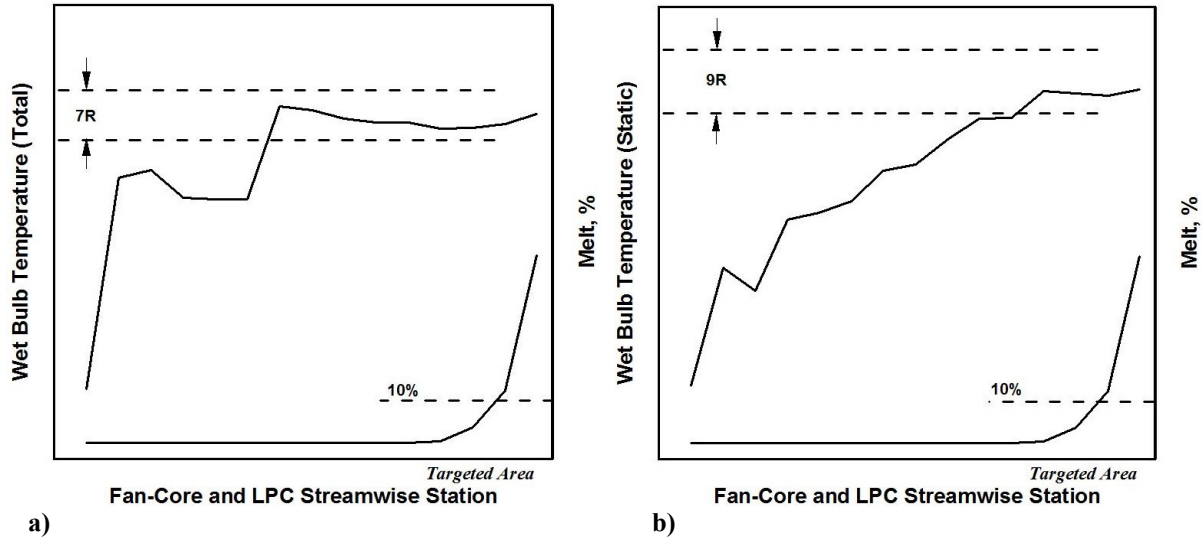 Wet Bulb Temperature (Total)
7R
10%
Melt, %
Targeted Area
Fan-Core and LPC Streamwise Station
a)
Wet Bulb Temperature (Static)
9R
10%
Melt, %
Targeted Area
Fan-Core and LPC Streamwise Station
b)